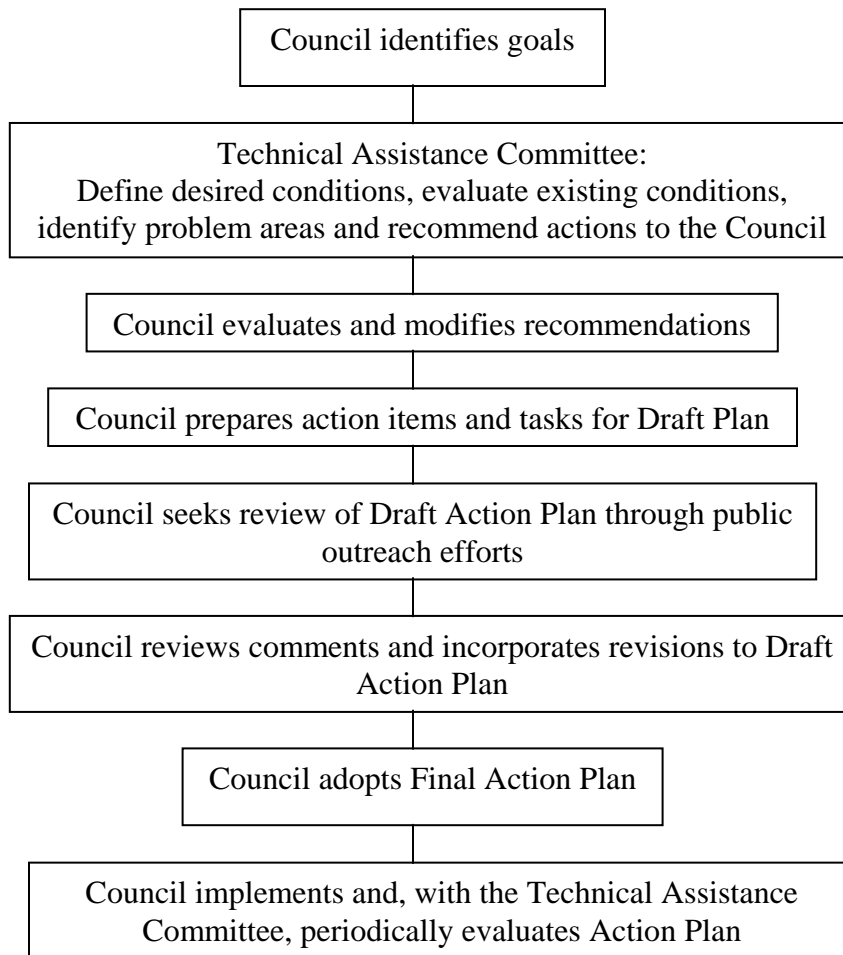 Council identifies goals
Technical Assistance Committee:
Define desired conditions, evaluate existing conditions,
identify problem areas and recommend actions to the Council
Council evaluates and modifies recommendations
Council prepares action items and tasks for Draft Plan
Council seeks review of Draft Action Plan through public
outreach efforts
Council reviews comments and incorporates revisions to Draft
Action Plan
Council adopts Final Action Plan
Council implements and, with the Technical Assistance
Committee, periodically evaluates Action Plan